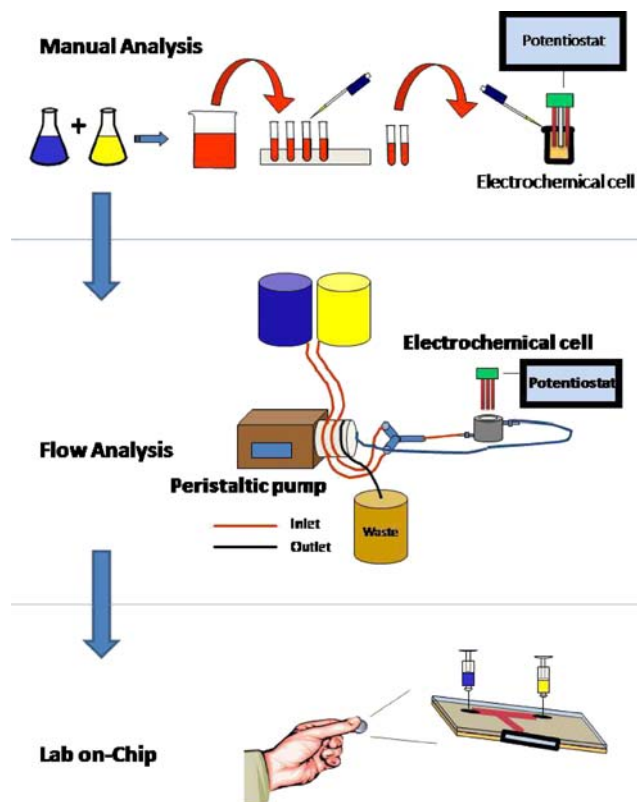 Manual Analysis
Potentiostat
+
Electrochemical cell
Electrochemical cell
Potentiostat
Flow Analysis
Peristaltic pump
Inlet
Outlet
Waste
Lab on-Chip